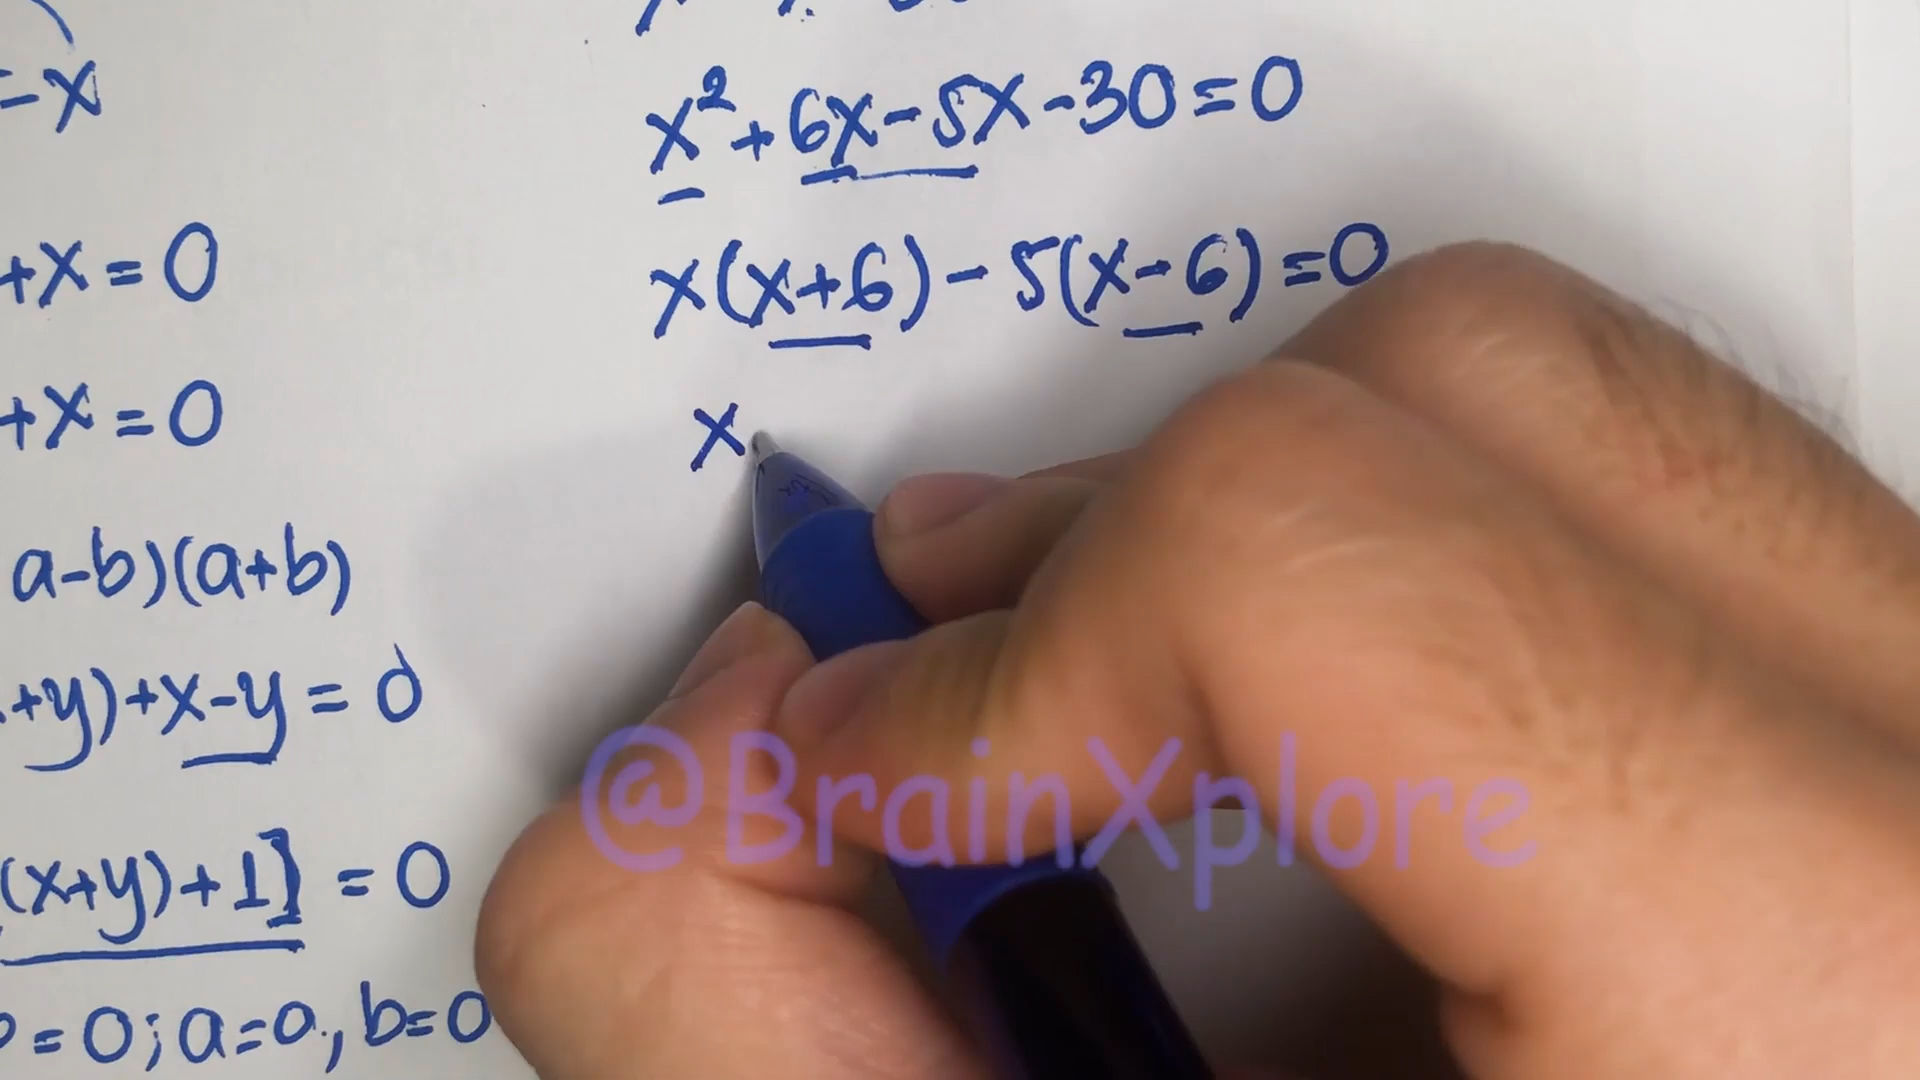 =-x
+x=0
+x=0
a-b)(a+b)
+y)+x-y=0
(x+y)+1]=0
=0; a=0, b=0
x²+6x-5x-30=0
x(x+6)-5(x-6)=0
x
@BrainXplore